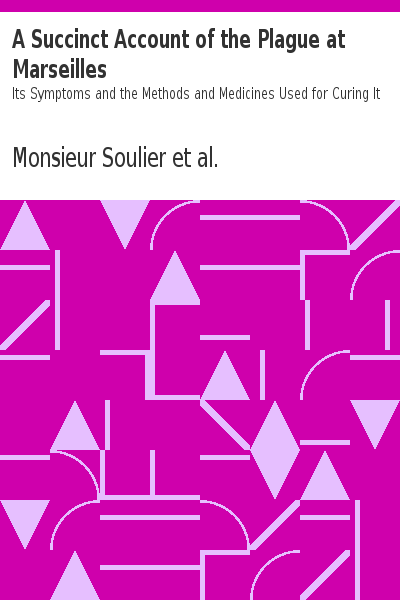 A Succinct Account of the Plague at
Marseilles
Its Symptoms and the Methods and Medicines Used for Curing It
Monsieur Soulier et al.